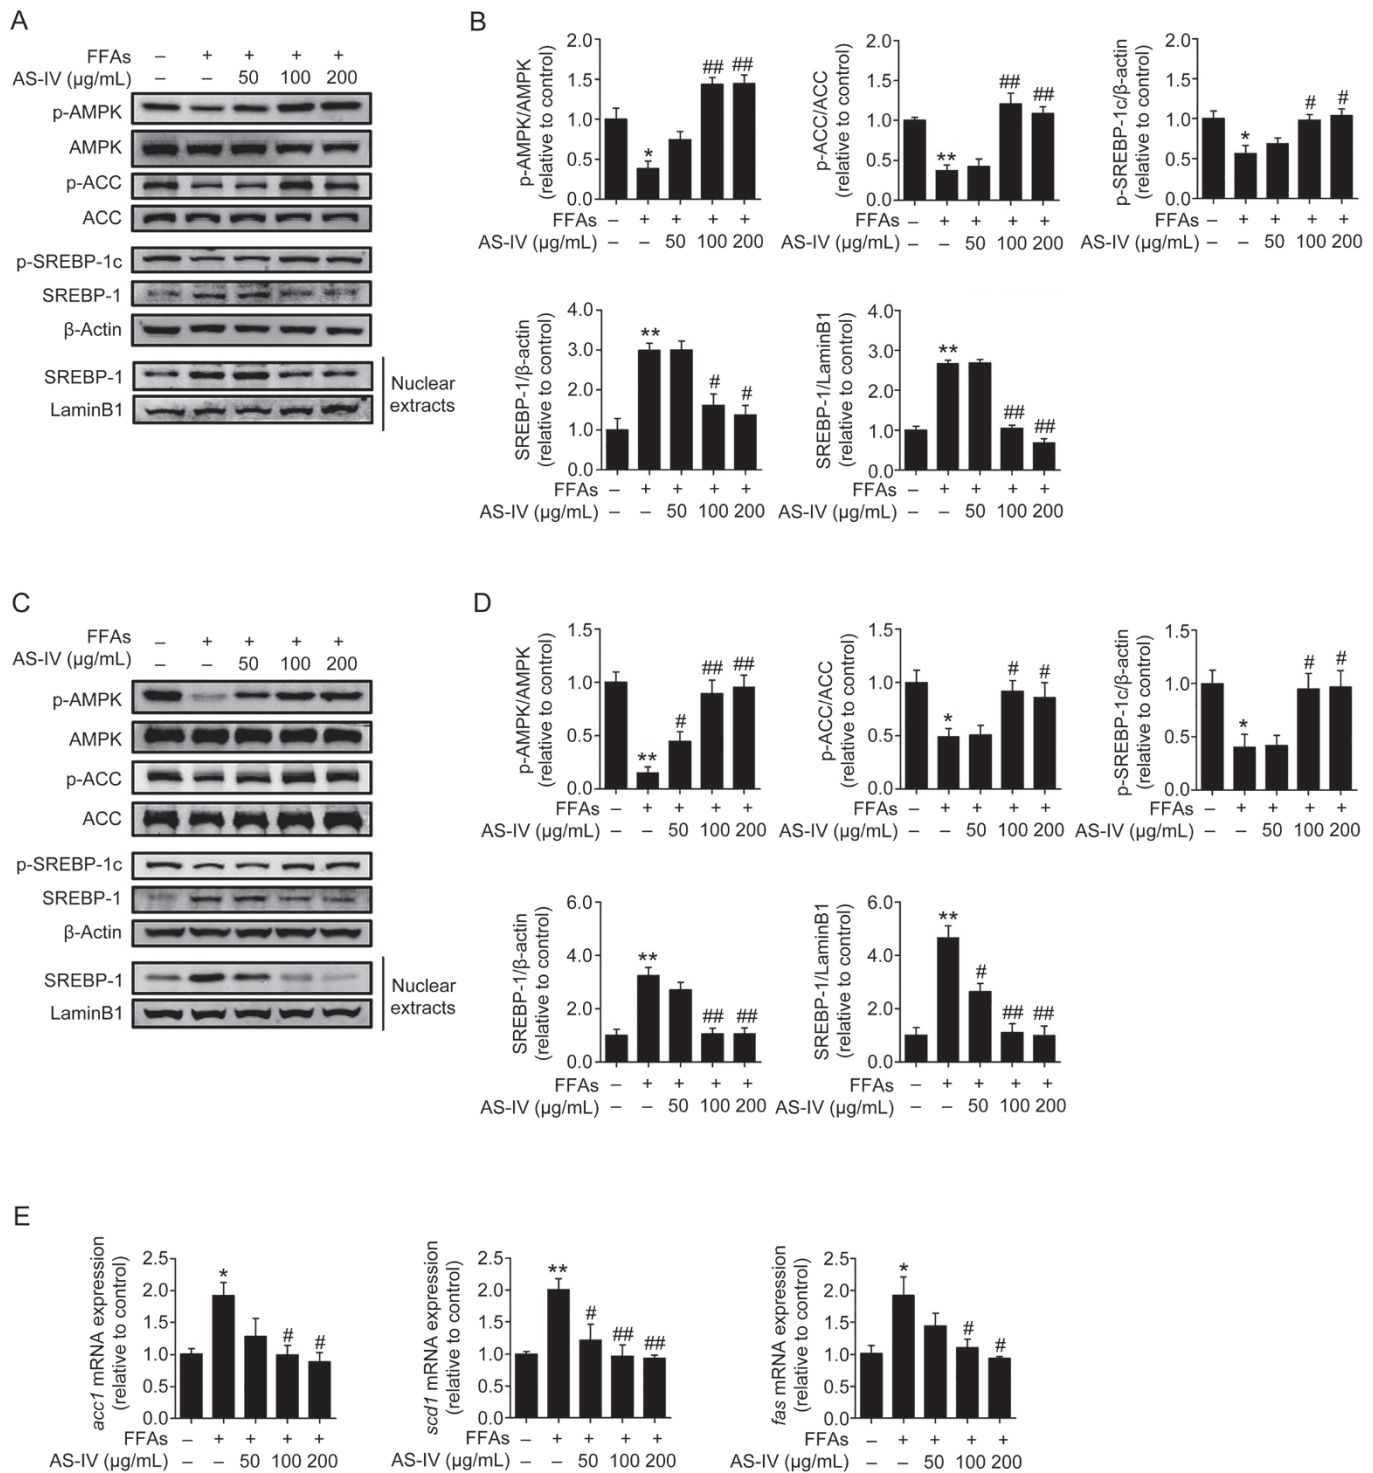 A
FFAs – + + + +
AS-IV (µg/mL) – – 50 100 200
p-AMPK
AMPK
p-ACC
ACC
p-SREBP-1c
SREBP-1
β-Actin
SREBP-1
LaminB1
Nuclear
extracts
B
p-AMPK/AMPK
(relative to control)
2.0
1.5
1.0
0.5
0.0
* ## ##
FFAs – + + + +
AS-IV (µg/mL) – – 50 100 200
p-ACC/ACC
(relative to control)
2.0
1.5
1.0
0.5
0.0
** ## ##
FFAs – + + + +
AS-IV (µg/mL) – – 50 100 200
p-SREBP-1c/β-actin
(relative to control)
2.0
1.5
1.0
0.5
0.0
* # #
FFAs – + + + +
AS-IV (µg/mL) – – 50 100 200
SREBP-1/β-actin
(relative to control)
4.0
3.0
2.0
1.0
0.0
** # #
FFAs – + + + +
AS-IV (µg/mL) – – 50 100 200
SREBP-1/LaminB1
(relative to control)
4.0
3.0
2.0
1.0
0.0
** ## ##
FFAs – + + + +
AS-IV (µg/mL) – – 50 100 200
C
FFAs – + + + +
AS-IV (µg/mL) – – 50 100 200
p-AMPK
AMPK
p-ACC
ACC
p-SREBP-1c
SREBP-1
β-Actin
SREBP-1
LaminB1
Nuclear
extracts
D
p-AMPK/AMPK
(relative to control)
1.5
1.0
0.5
0.0
** # ## ##
FFAs – + + + +
AS-IV (µg/mL) – – 50 100 200
p-ACC/ACC
(relative to control)
1.5
1.0
0.5
0.0
* # #
FFAs – + + + +
AS-IV (µg/mL) – – 50 100 200
p-SREBP-1c/β-actin
(relative to control)
1.5
1.0
0.5
0.0
* # #
FFAs – + + + +
AS-IV (µg/mL) – – 50 100 200
SREBP-1/β-actin
(relative to control)
6.0
4.0
2.0
0.0
** ## ##
FFAs – + + + +
AS-IV (µg/mL) – – 50 100 200
SREBP-1/LaminB1
(relative to control)
6.0
4.0
2.0
0.0
** # ## ##
FFAs – + + + +
AS-IV (µg/mL) – – 50 100 200
E
acc1 mRNA expression
(relative to control)
2.5
2.0
1.5
1.0
0.5
0.0
* # #
FFAs – + + + +
AS-IV (µg/mL) – – 50 100 200
scd1 mRNA expression
(relative to control)
2.5
2.0
1.5
1.0
0.5
0.0
** # ## ##
FFAs – + + + +
AS-IV (µg/mL) – – 50 100 200
fas mRNA expression
(relative to control)
2.5
2.0
1.5
1.0
0.5
0.0
* # #
FFAs – + + + +
AS-IV (µg/mL) – – 50 100 200